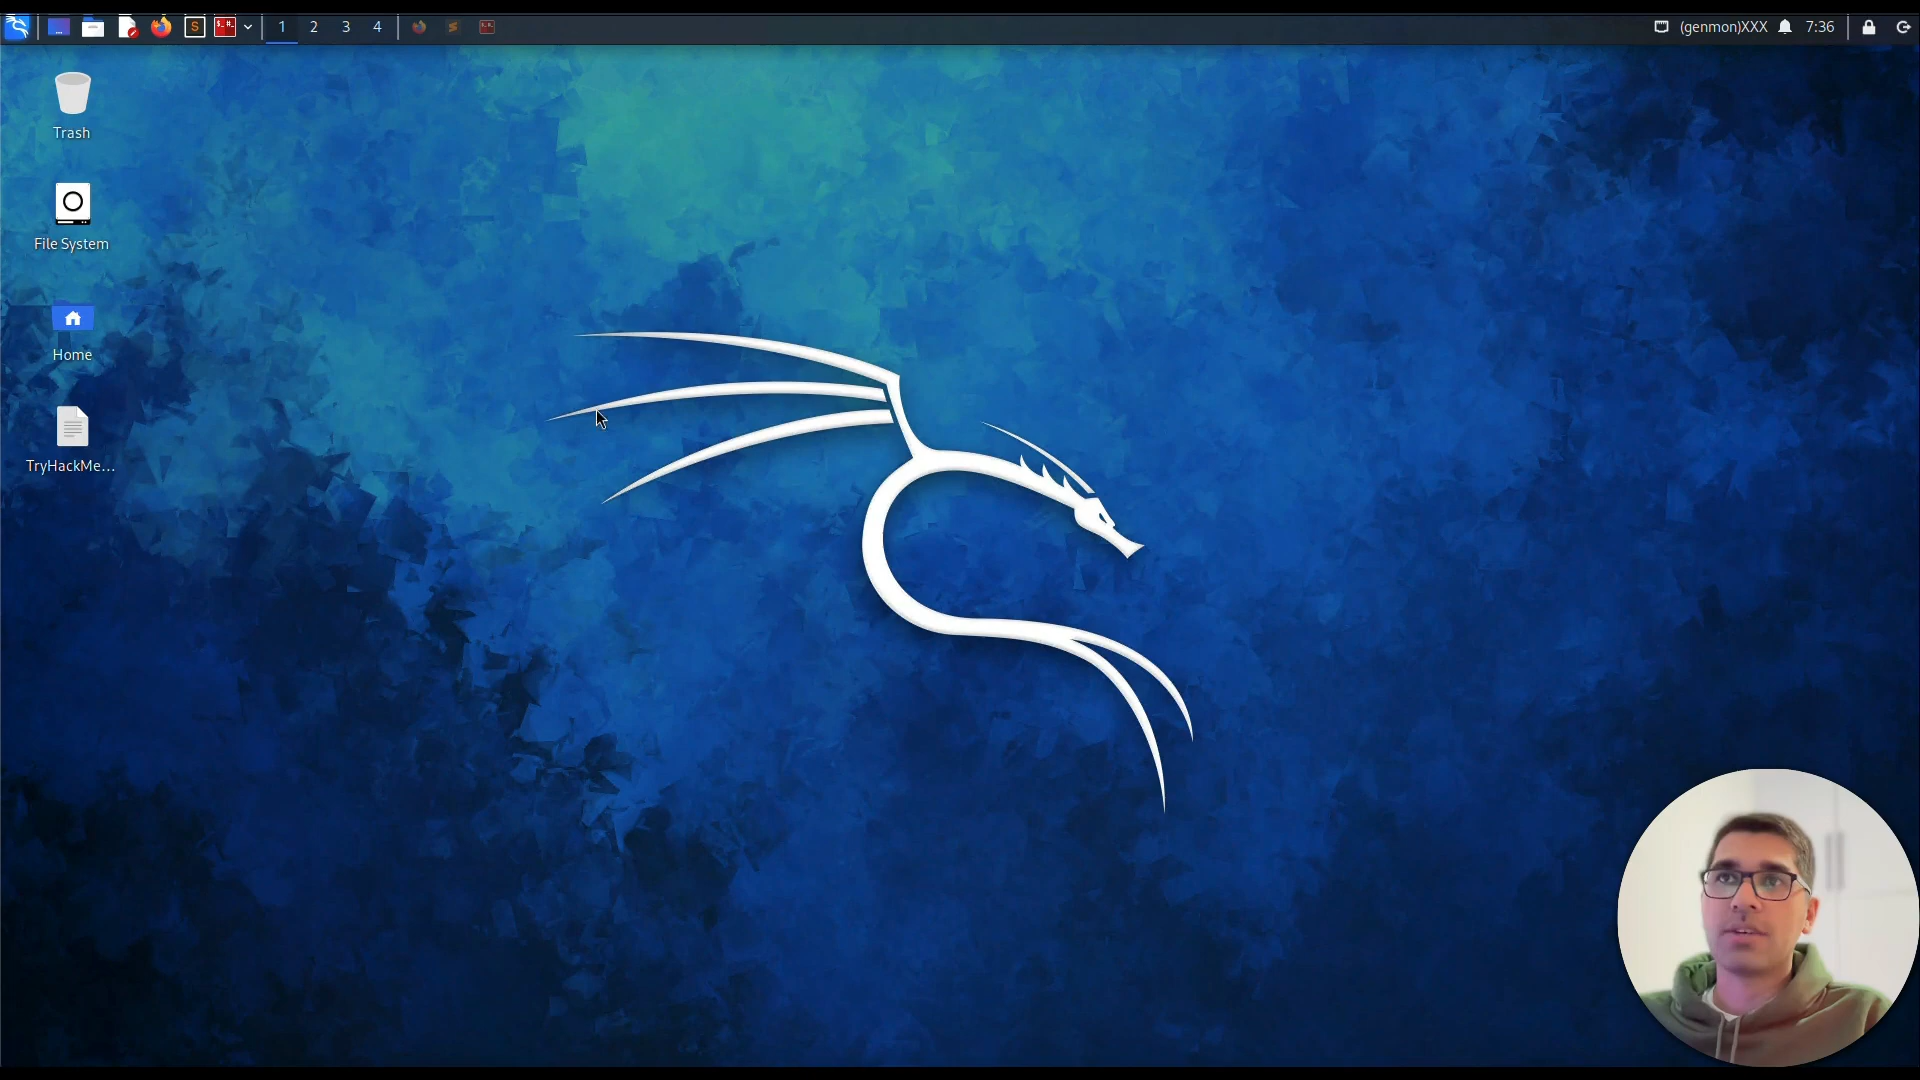 1 2 3 4
(genmon)XXX 7:36
Trash
File System
Home
TryHackMe...